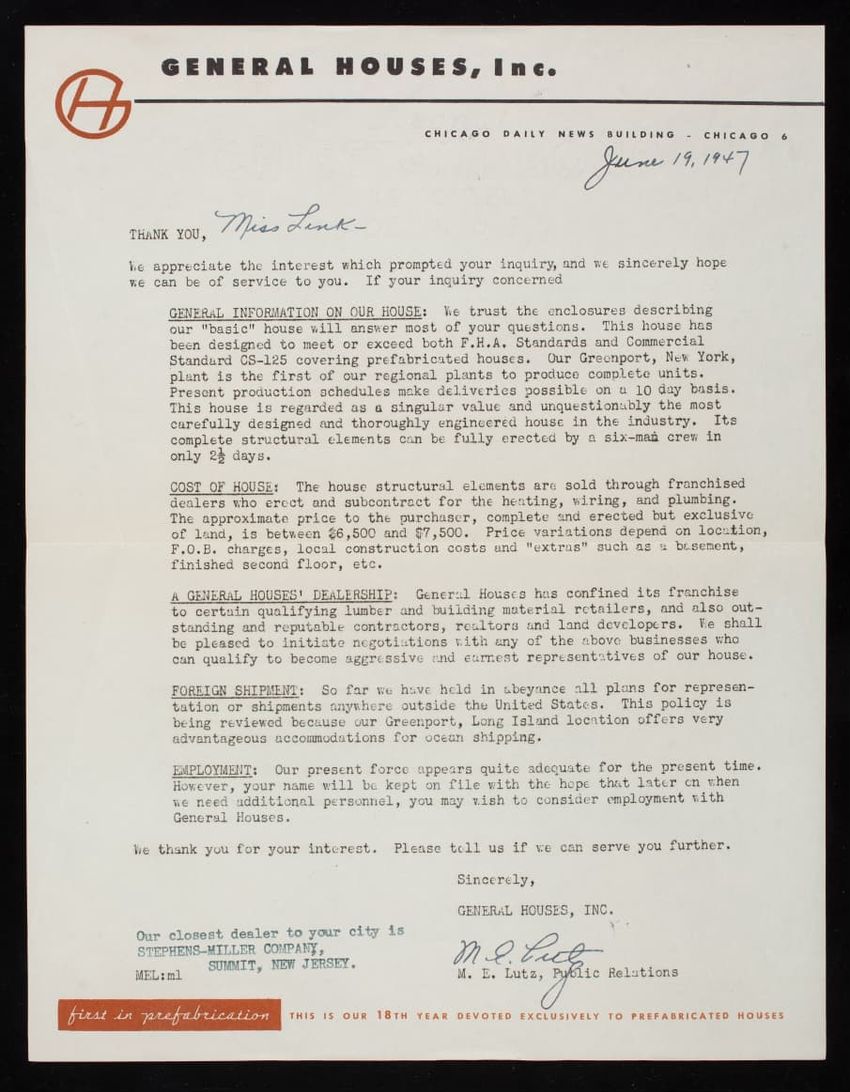 GENERAL HOUSES, Inc.
GH
CHICAGO DAILY NEWS BUILDING - CHICAGO 6
June 19, 1947
THANK YOU, Miss Link-
We appreciate the interest which prompted your inquiry, and we sincerely hope
we can be of service to you. If your inquiry concerned
GENERAL INFORMATION ON OUR HOUSE: We trust the enclosures describing
our "basic" house will answer most of your questions. This house has
been designed to meet or exceed both F.H.A. Standards and Commercial
Standard CS-125 covering prefabricated houses. Our Greenport, New York,
plant is the first of our regional plants to produce complete units.
Present production schedules make deliveries possible on a 10 day basis.
This house is regarded as a singular value and unquestionably the most
carefully designed and thoroughly engineered house in the industry. Its
complete structural elements can be fully erected by a six-man crew in
only 2½ days.
COST OF HOUSE: The house structural elements are sold through franchised
dealers who erect and subcontract for the heating, wiring, and plumbing.
The approximate price to the purchaser, complete and erected but exclusive
of land, is between $6,500 and $7,500. Price variations depend on location,
F.O.B. charges, local construction costs and "extras" such as a basement,
finished second floor, etc.
A GENERAL HOUSES' DEALERSHIP: General Houses has confined its franchise
to certain qualifying lumber and building material retailers, and also out-
standing and reputable contractors, realtors and land developers. We shall
be pleased to initiate negotiations with any of the above businesses who
can qualify to become aggressive and earnest representatives of our house.
FOREIGN SHIPMENT: So far we have held in abeyance all plans for represen-
tation or shipments anywhere outside the United States. This policy is
being reviewed because our Greenport, Long Island location offers very
advantageous accommodations for ocean shipping.
EMPLOYMENT: Our present force appears quite adequate for the present time.
However, your name will be kept on file with the hope that later on when
we need additional personnel, you may wish to consider employment with
General Houses.
We thank you for your interest. Please tell us if we can serve you further.
Sincerely,
GENERAL HOUSES, INC.
M. E. Lutz
M. E. Lutz, Public Relations
Our closest dealer to your city is
STEPHENS-MILLER COMPANY,
SUMMIT, NEW JERSEY.
MEL:ml
first in prefabrication THIS IS OUR 18TH YEAR DEVOTED EXCLUSIVELY TO PREFABRICATED HOUSES